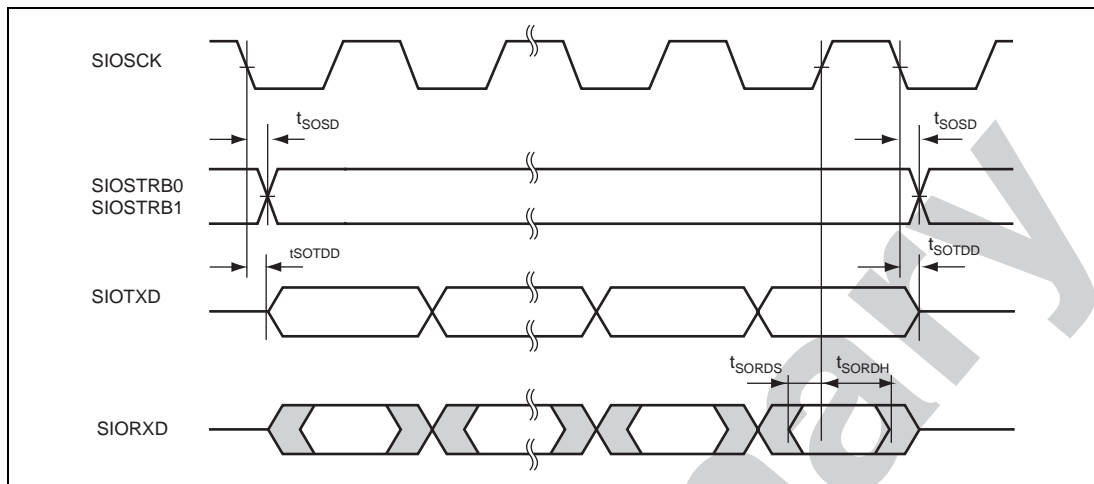 SIOSCK
tSOSD tSOSD
SIOSTRB0
SIOSTRB1
tSOTDD tSOTDD
SIOTXD
tSORDS tSORDH
SIORXD